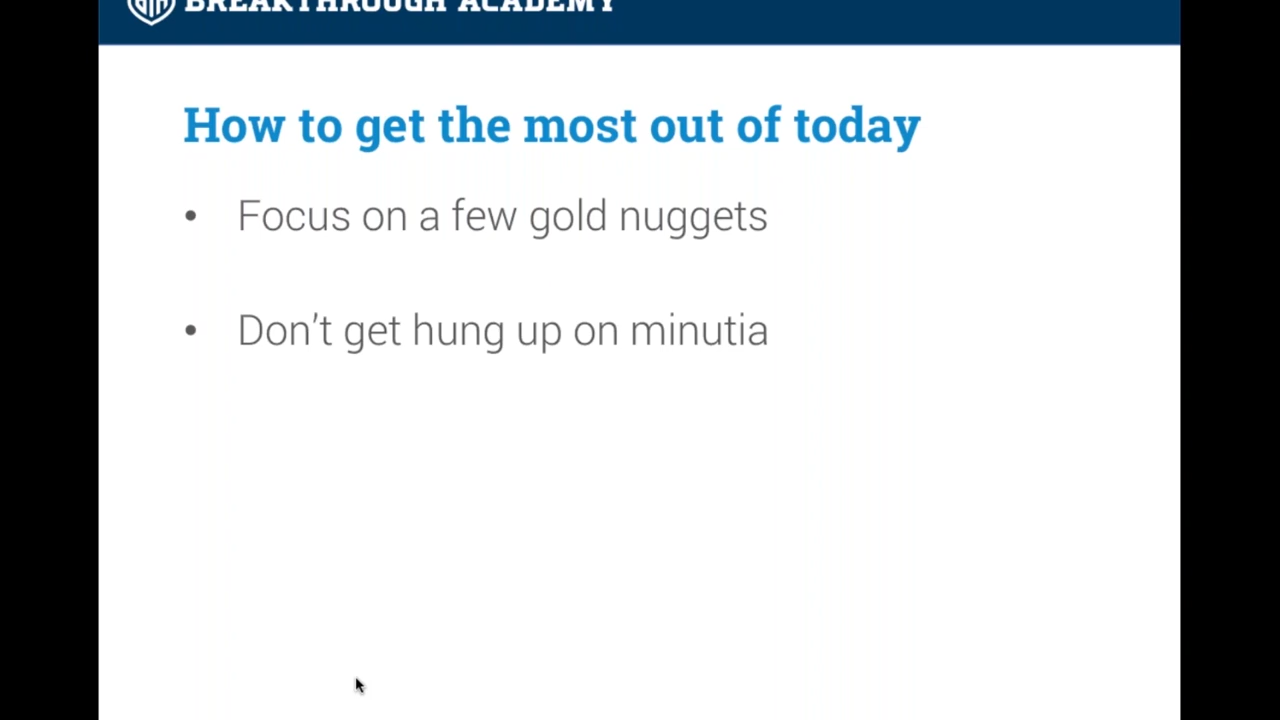 BREAKTHROUGH ACADEMY
How to get the most out of today
• Focus on a few gold nuggets
• Don't get hung up on minutia